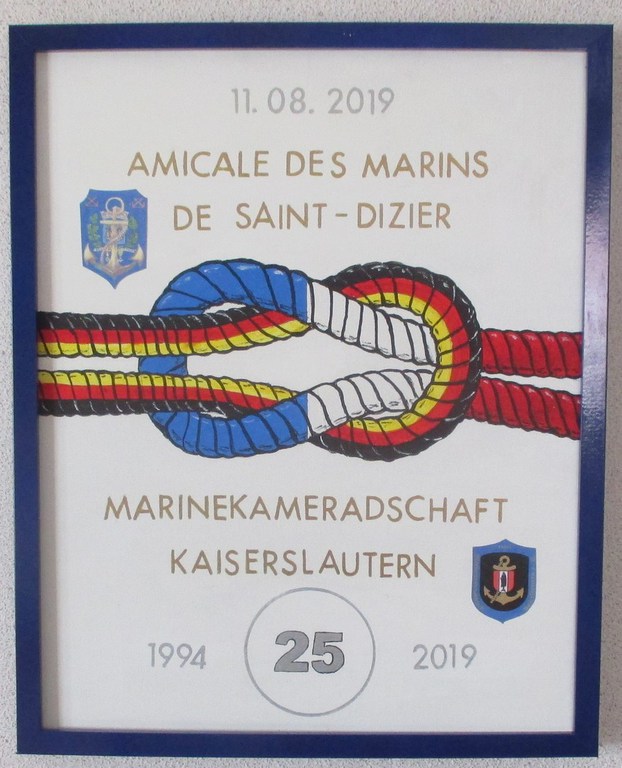 11. 08. 2019
AMICALE DES MARINS
DE SAINT-DIZIER
MARINEKAMERADSCHAFT
KAISERSLAUTERN
1994 25 2019